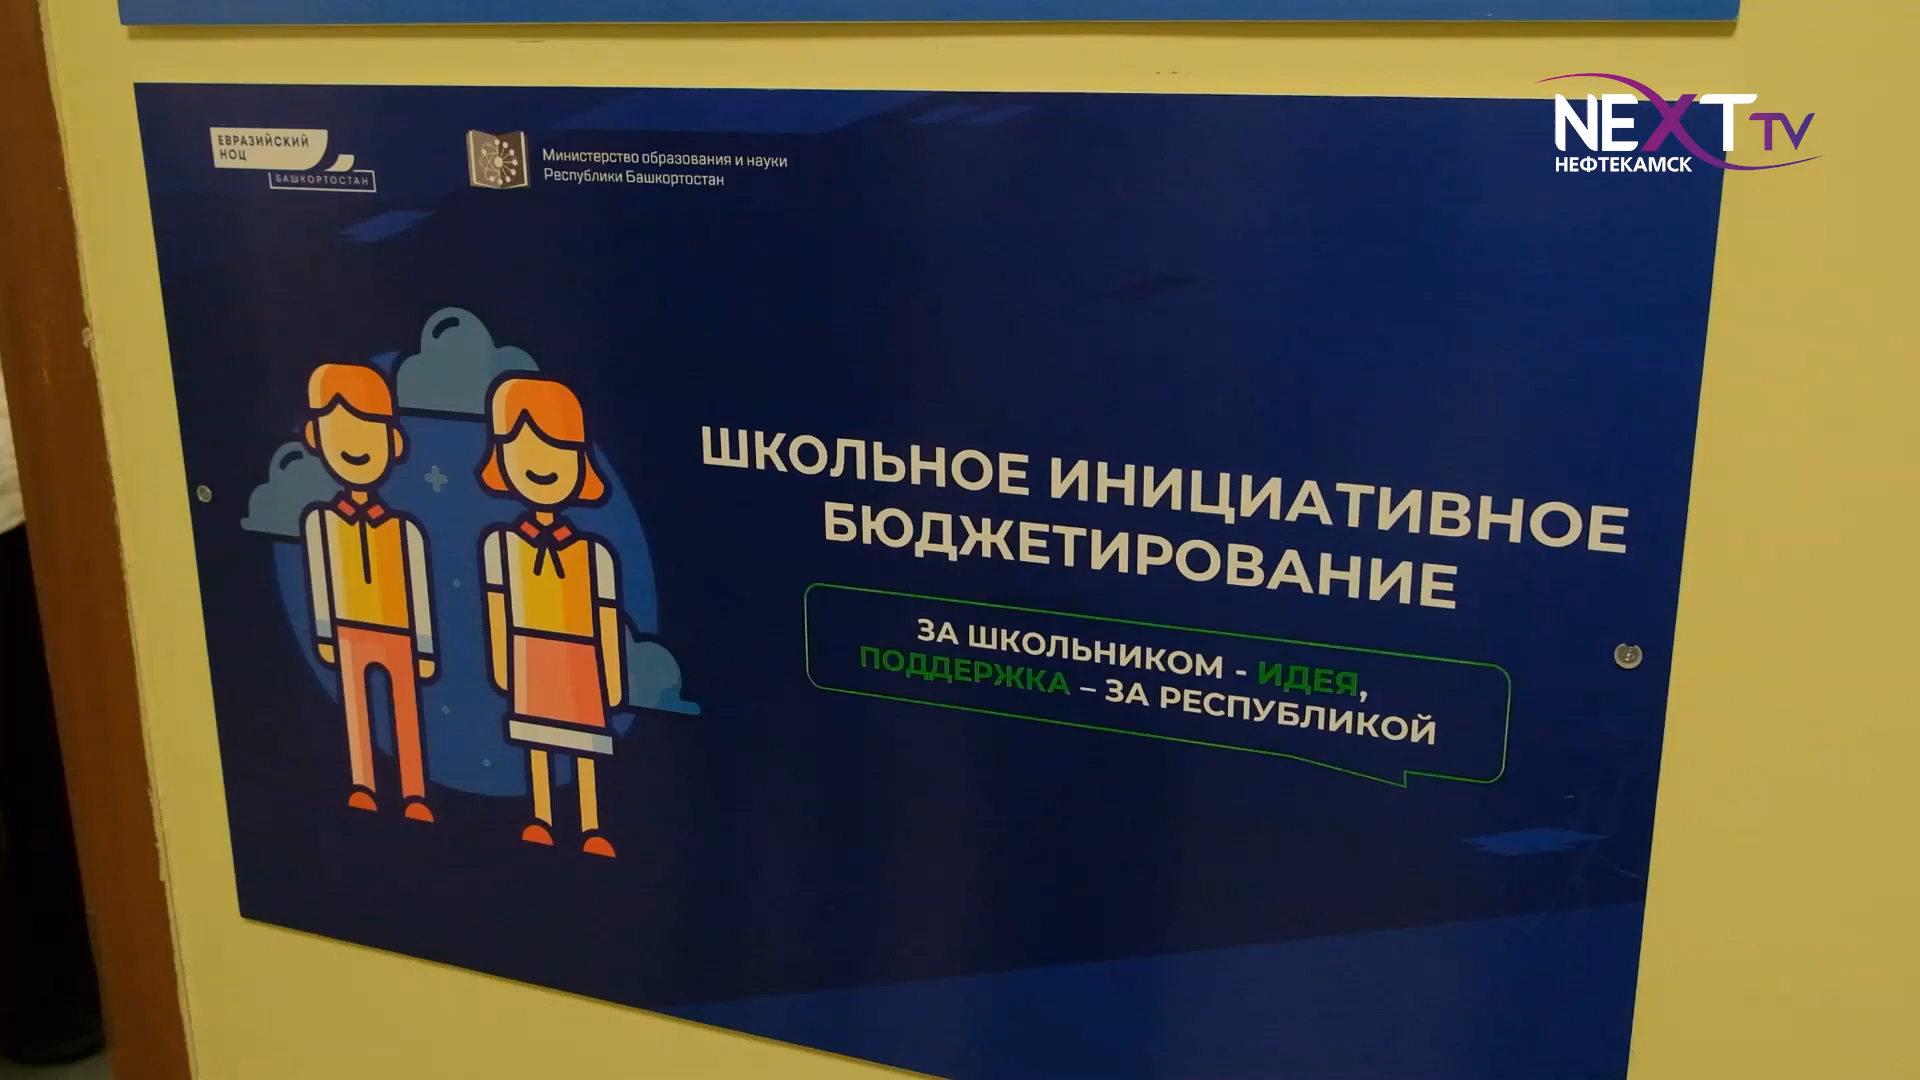 NEXT TV
НЕФТЕКАМСК
ЕВРАЗИЙСКИЙ
НОЦ
БАШКОРТОСТАН
Министерство образования и науки
Республики Башкортостан
ШКОЛЬНОЕ ИНИЦИАТИВНОЕ
БЮДЖЕТИРОВАНИЕ
ЗА ШКОЛЬНИКОМ - ИДЕЯ,
ПОДДЕРЖКА – ЗА РЕСПУБЛИКОЙ